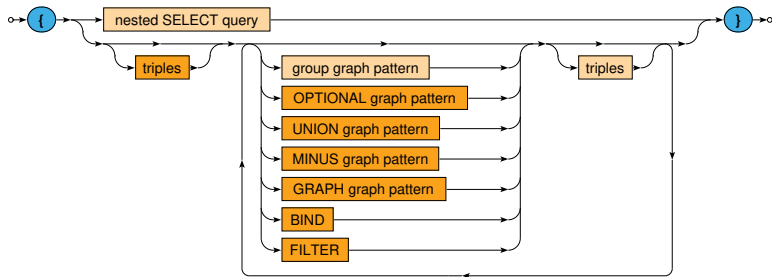 { nested SELECT query }
triples group graph pattern triples
OPTIONAL graph pattern
UNION graph pattern
MINUS graph pattern
GRAPH graph pattern
BIND
FILTER